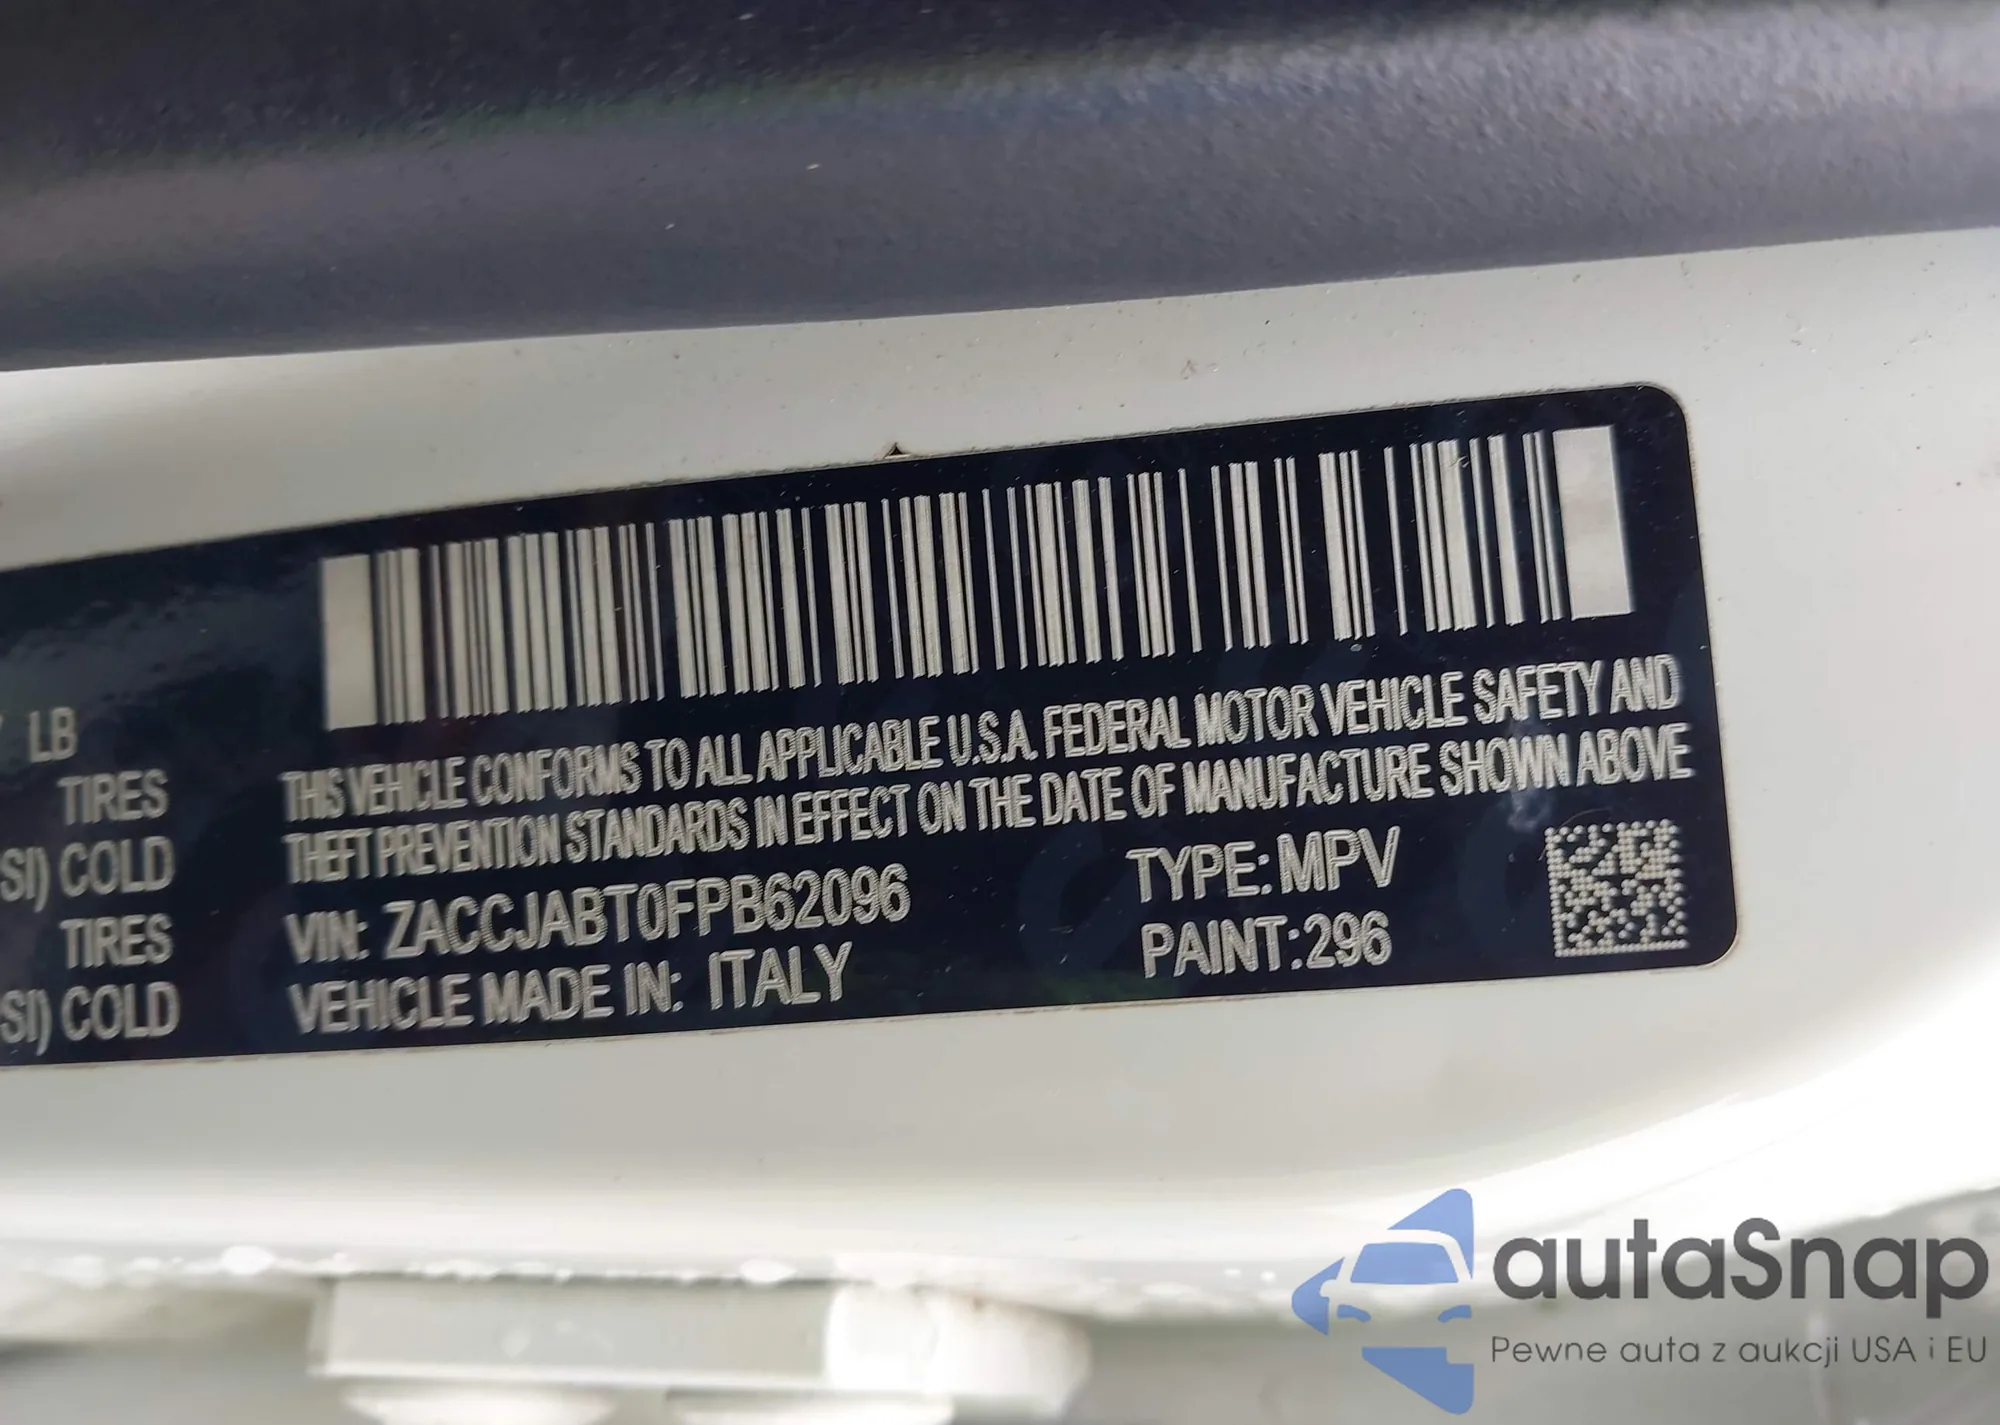 LB
TIRES
SI) COLD
TIRES
SI) COLD
THIS VEHICLE CONFORMS TO ALL APPLICABLE U.S.A. FEDERAL MOTOR VEHICLE SAFETY AND
THEFT PREVENTION STANDARDS IN EFFECT ON THE DATE OF MANUFACTURE SHOWN ABOVE
VIN: ZACCJABT0FPB62096
TYPE: MPV
VEHICLE MADE IN: ITALY
PAINT: 296
autaSnap
Pewne auta z aukcji USA i EU